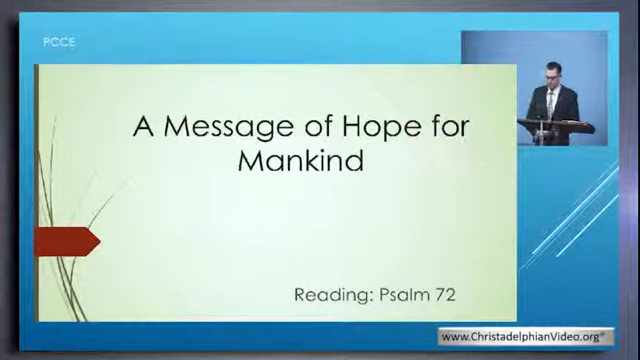 PCCE
A Message of Hope for
Mankind
Reading: Psalm 72
www.ChristadelphianVideo.org